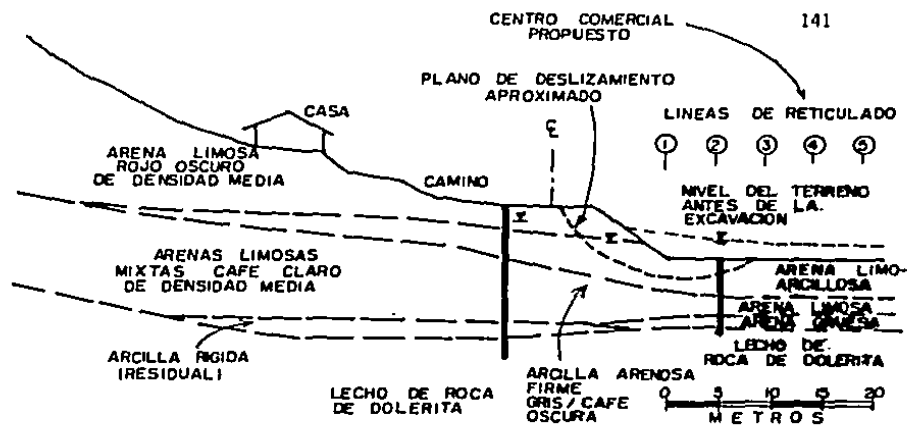 141
CENTRO COMERCIAL
PROPUESTO
PLANO DE DESLIZAMIENTO
APROXIMADO
LINEAS DE RETICULADO
CASA
℄
1 2 3 4 5
ARENA LIMOSA
ROJO OSCURO
DE DENSIDAD MEDIA
CAMINO
NIVEL DEL TERRENO
ANTES DE LA.
EXCAVACION
ARENAS LIMOSAS
MIXTAS CAFE CLARO
DE DENSIDAD MEDIA
ARENA LIMO-
ARCILLOSA
ARENA LIMOSA
ARENA GRUESA
LECHO DE
ROCA DE DOLERITA
ARCILLA RIGIDA
(RESIDUAL)
LECHO DE ROCA
DE DOLERITA
ARCILLA ARENOSA
FIRME
GRIS/CAFE
OSCURA
0 5 10 15 20
METROS